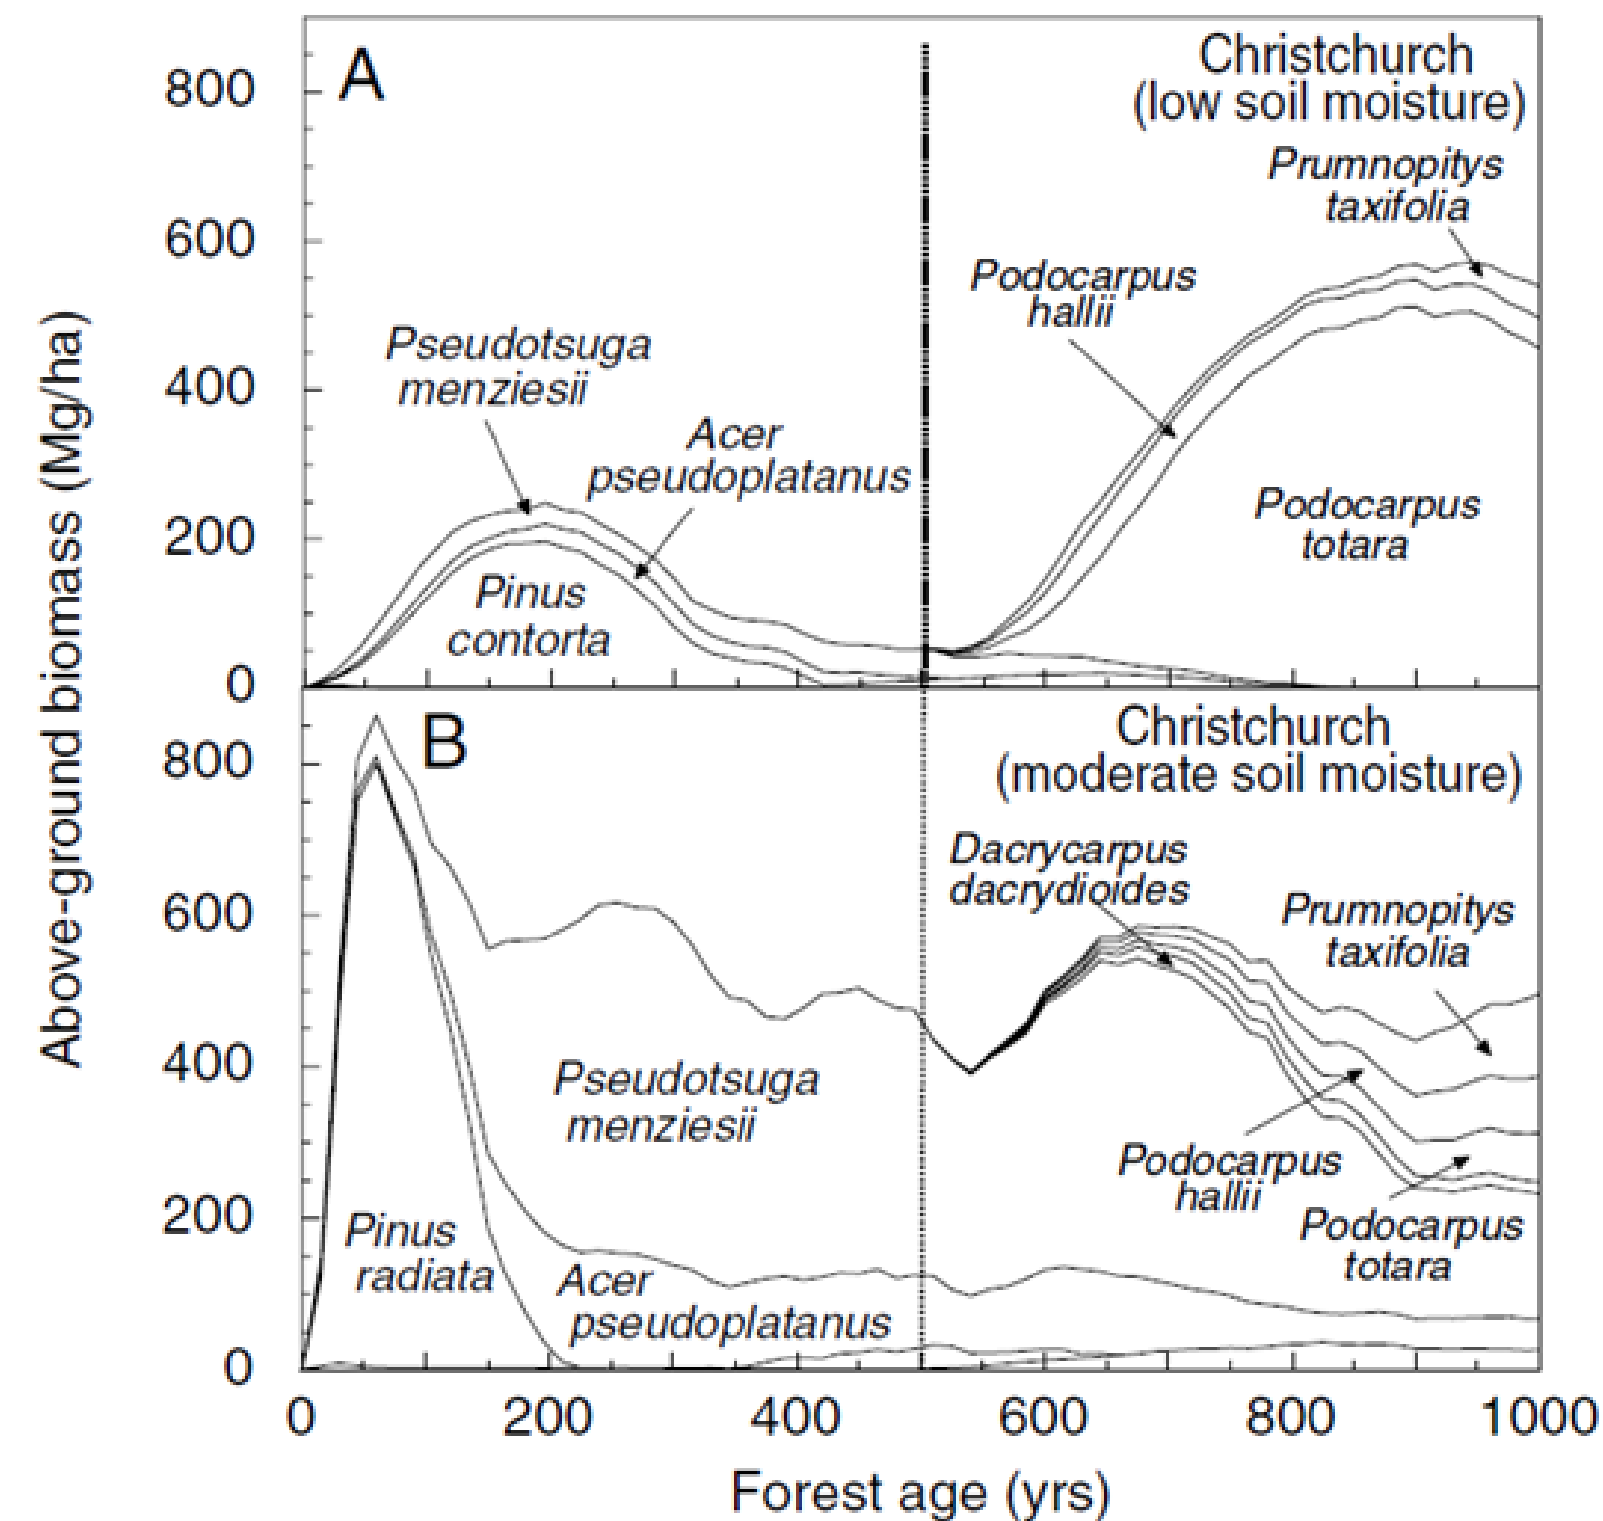 Above-ground biomass (Mg/ha)
A
Christchurch
(low soil moisture)
800
600
400
200
0
Prumnopitys
taxifolia
Podocarpus
hallii
Pseudotsuga
menziesii
Acer
pseudoplatanus
Podocarpus
totara
Pinus
contorta
B
Christchurch
(moderate soil moisture)
800
600
400
200
0
Dacrycarpus
dacrydioides
Prumnopitys
taxifolia
Pseudotsuga
menziesii
Podocarpus
hallii
Podocarpus
totara
Pinus
radiata
Acer
pseudoplatanus
0 200 400 600 800 1000
Forest age (yrs)